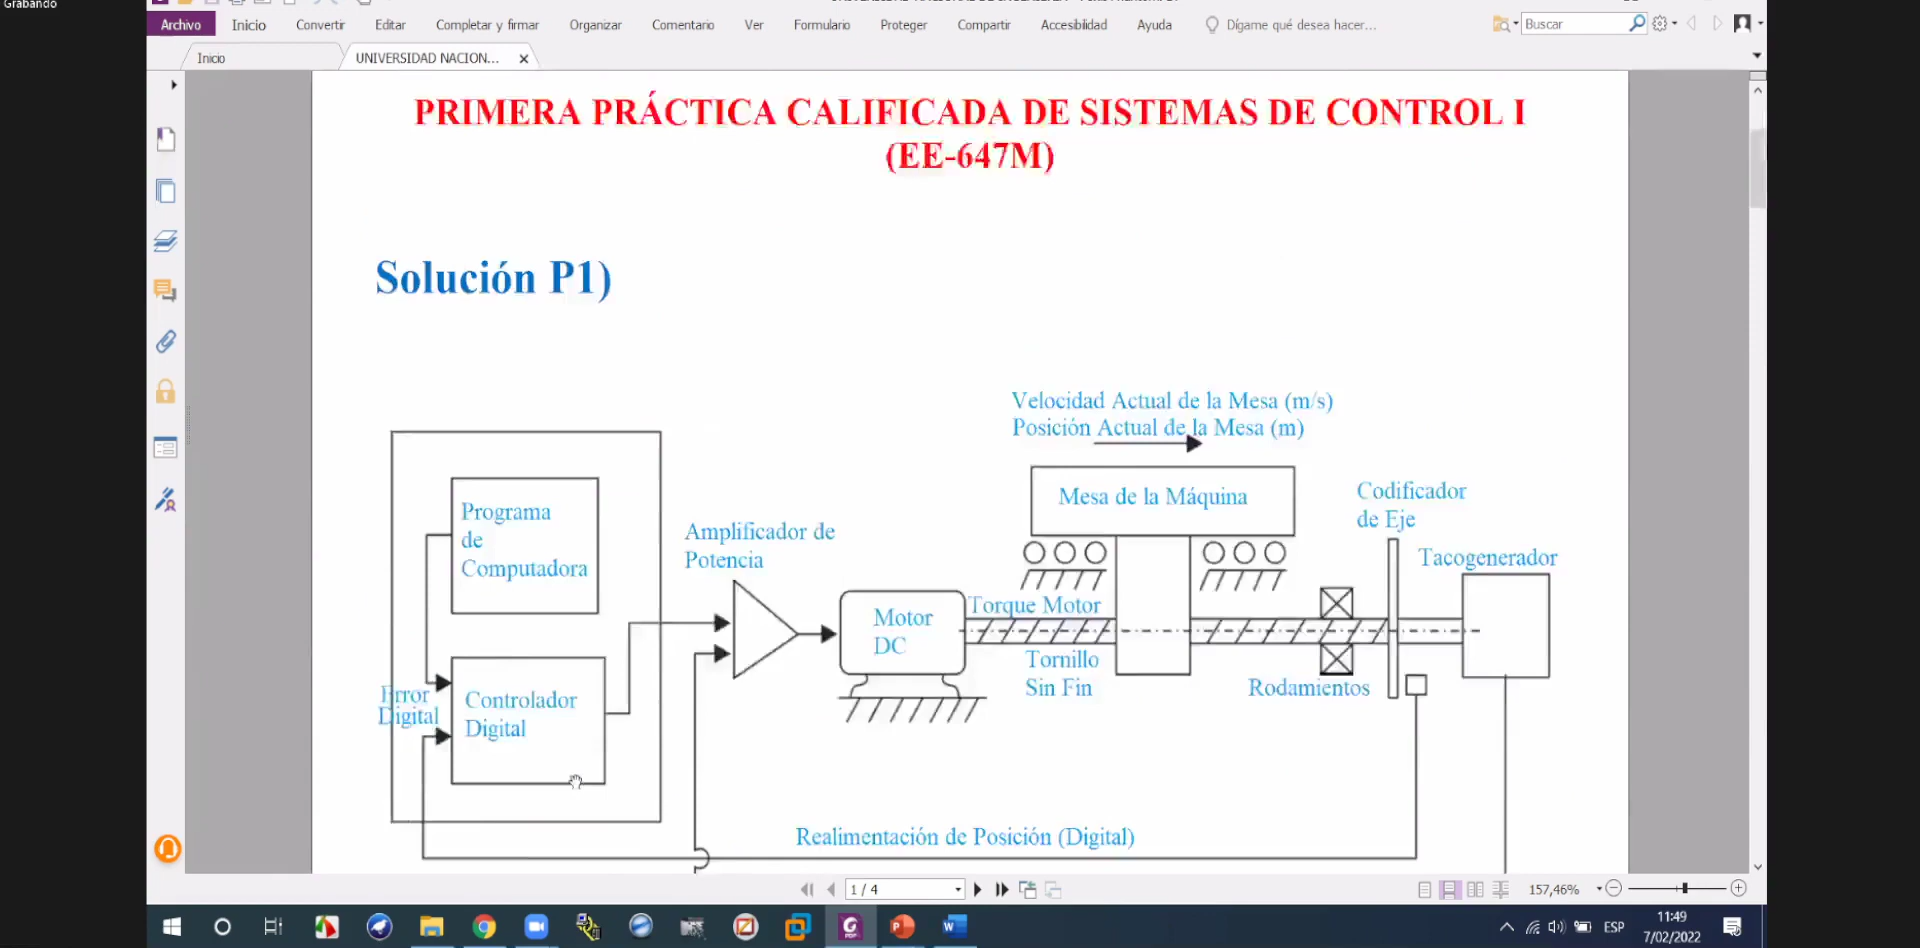 Grabando
Archivo Inicio Convertir Editar Completar y firmar Organizar Comentario Ver Formulario Proteger Compartir Accesibilidad Ayuda Dígame qué desea hacer... Buscar
Inicio UNIVERSIDAD NACION...
PRIMERA PRÁCTICA CALIFICADA DE SISTEMAS DE CONTROL I
(EE-647M)
Solución P1)
Velocidad Actual de la Mesa (m/s)
Posición Actual de la Mesa (m)
Mesa de la Máquina
Codificador
de Eje
Programa
de
Computadora
Amplificador de
Potencia
Tacogenerador
Motor
DC
Torque Motor
Tornillo
Sin Fin
Rodamientos
Error
Digital
Controlador
Digital
Realimentación de Posición (Digital)
1 / 4
157,46%
ESP
11:49
7/02/2022